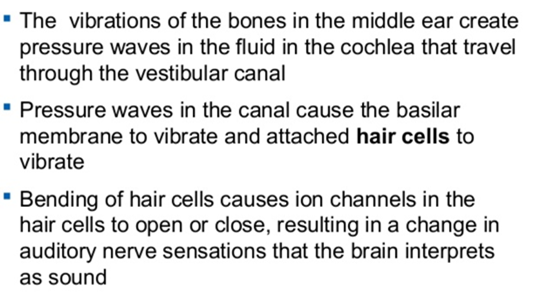 ▪ The  vibrations of the bones in the middle ear create
pressure waves in the fluid in the cochlea that travel
through the vestibular canal
▪ Pressure waves in the canal cause the basilar
membrane to vibrate and attached hair cells to
vibrate
▪ Bending of hair cells causes ion channels in the
hair cells to open or close, resulting in a change in
auditory nerve sensations that the brain interprets
as sound